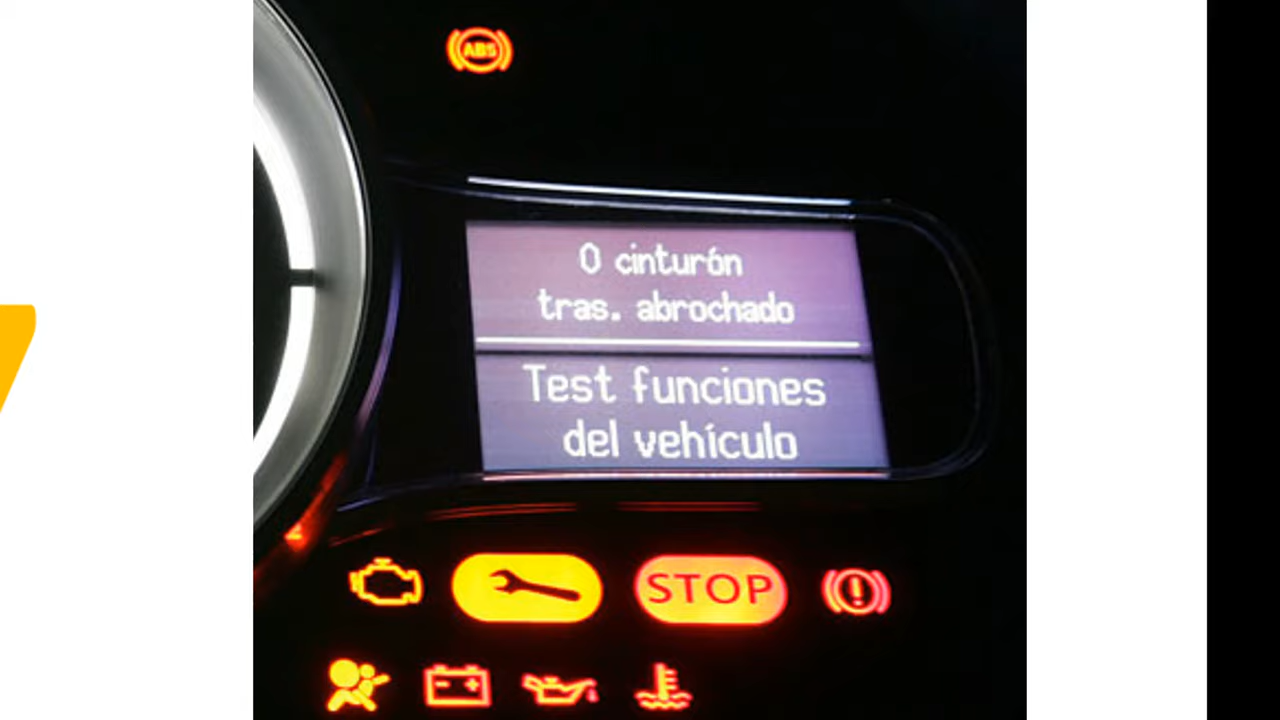 ABS
0 cinturón
tras. abrochado
Test funciones
del vehículo
STOP